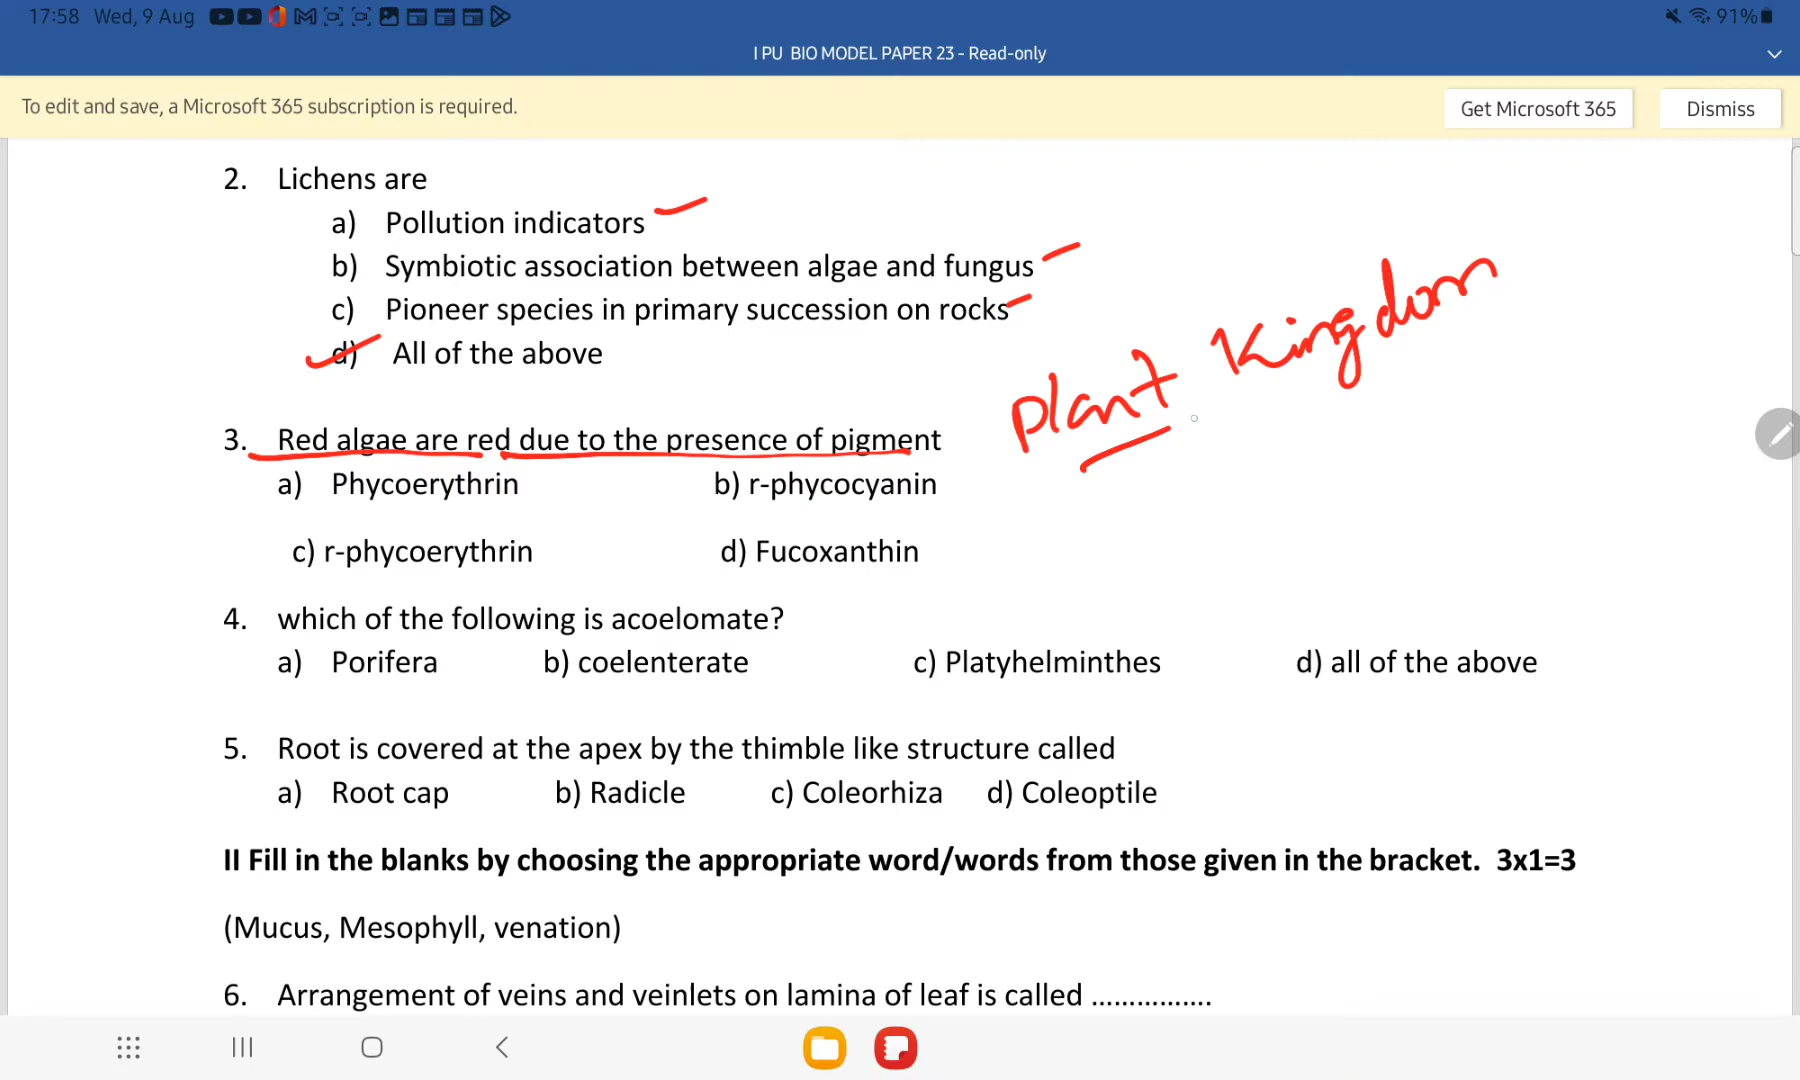 17:58 Wed, 9 Aug 91%
I PU BIO MODEL PAPER 23 - Read-only
To edit and save, a Microsoft 365 subscription is required. Get Microsoft 365 Dismiss
2. Lichens are
a) Pollution indicators
b) Symbiotic association between algae and fungus
c) Pioneer species in primary succession on rocks
d) All of the above
plant Kingdom
3. Red algae are red due to the presence of pigment
a) Phycoerythrin b) r-phycocyanin
c) r-phycoerythrin d) Fucoxanthin
4. which of the following is acoelomate?
a) Porifera b) coelenterate c) Platyhelminthes d) all of the above
5. Root is covered at the apex by the thimble like structure called
a) Root cap b) Radicle c) Coleorhiza d) Coleoptile
II Fill in the blanks by choosing the appropriate word/words from those given in the bracket. 3x1=3
(Mucus, Mesophyll, venation)
6. Arrangement of veins and veinlets on lamina of leaf is called ................